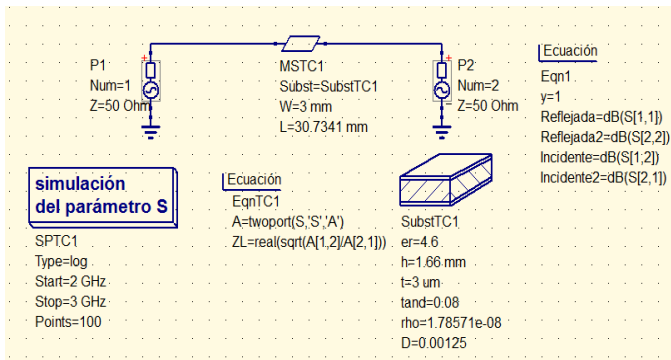 P1
Num=1
Z=50 Ohm
MSTC1
Subst=SubstTC1
W=3 mm
L=30.7341 mm
P2
Num=2
Z=50 Ohm
Ecuación
Eqn1
y=1
Reflejada=dB(S[1,1])
Reflejada2=dB(S[2,2])
Incidente=dB(S[1,2])
Incidente2=dB(S[2,1])
simulación
del parámetro S
SPTC1
Type=log
Start=2 GHz
Stop=3 GHz
Points=100
Ecuación
EqnTC1
A=twoport(S,'S','A')
ZL=real(sqrt(A[1,2]/A[2,1]))
SubstTC1
er=4.6
h=1.66 mm
t=3 um
tand=0.08
rho=1.78571e-08
D=0.00125